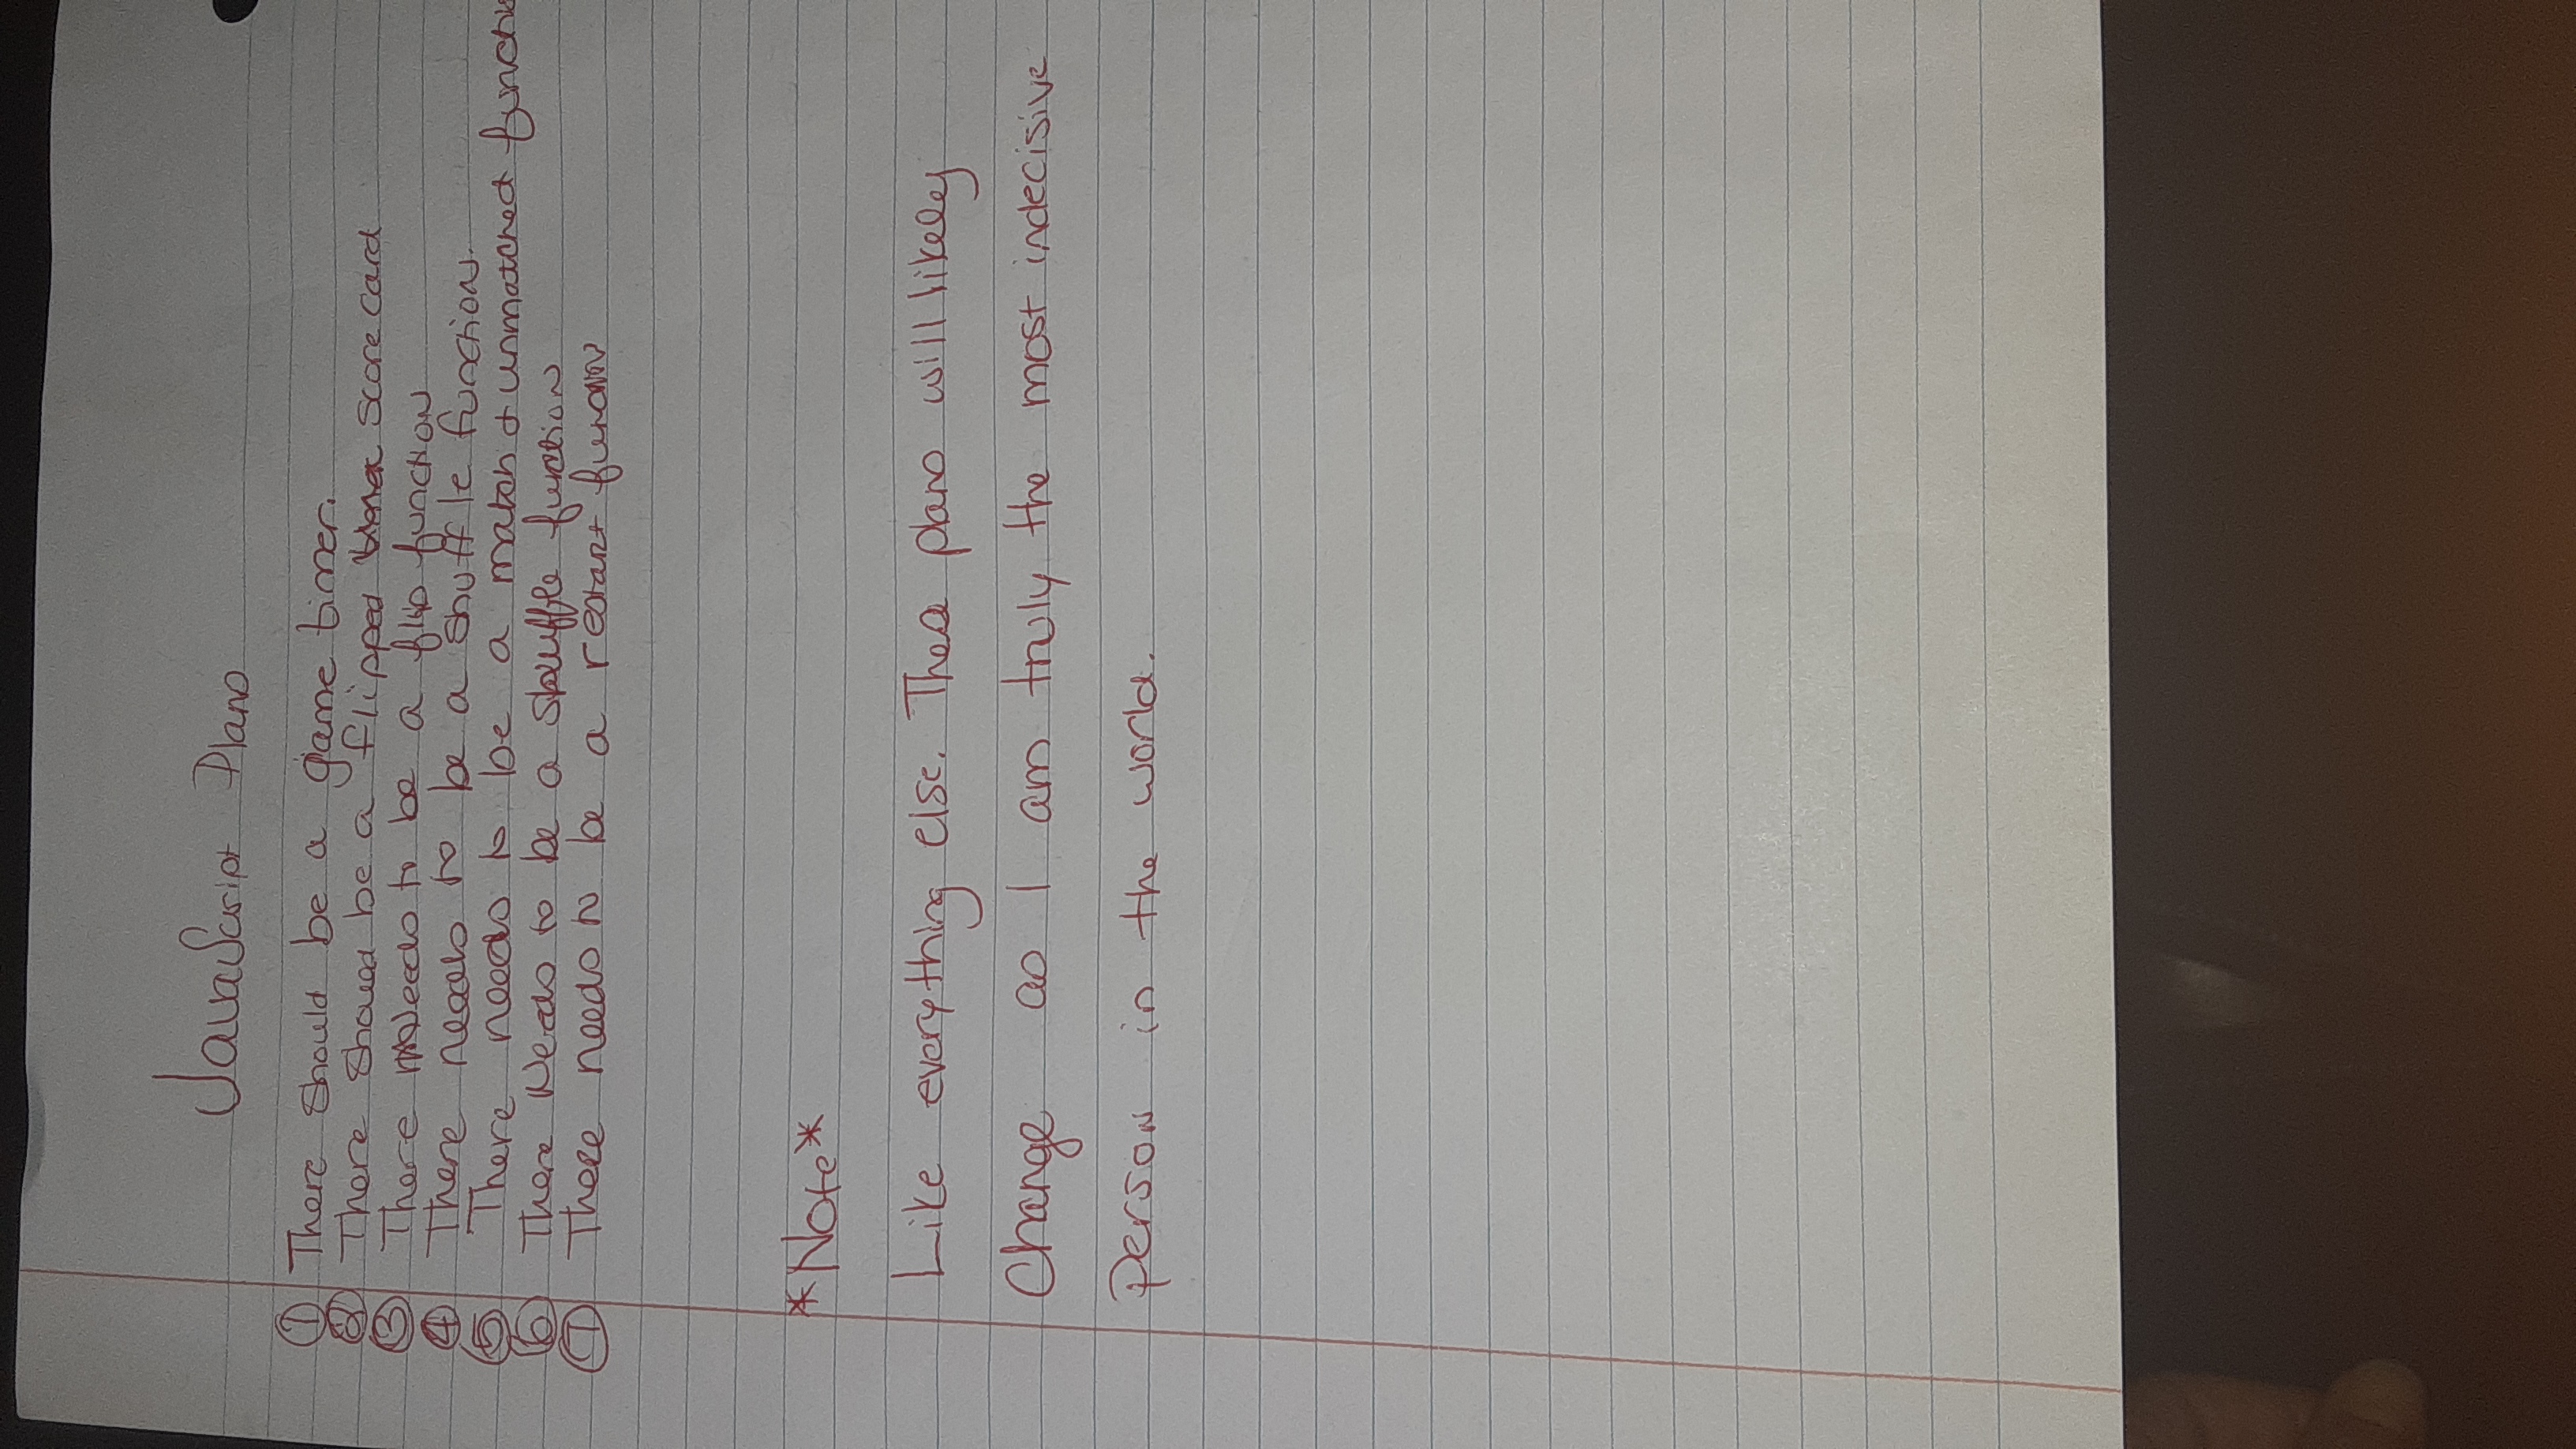 JavaScript Plans
① There should be a game timer.
② There should be a flipped score card
③ There Needs to be a flip function
④ There needs to be a shuffle function.
⑤ There needs to be a match & unmatched functio
⑥ There Needs to be a shuffle function
⑦ There needs to be a restart function
*Note*
Like everything else. These plans will likely
Change as I am truly the most indecisive
person in the world.